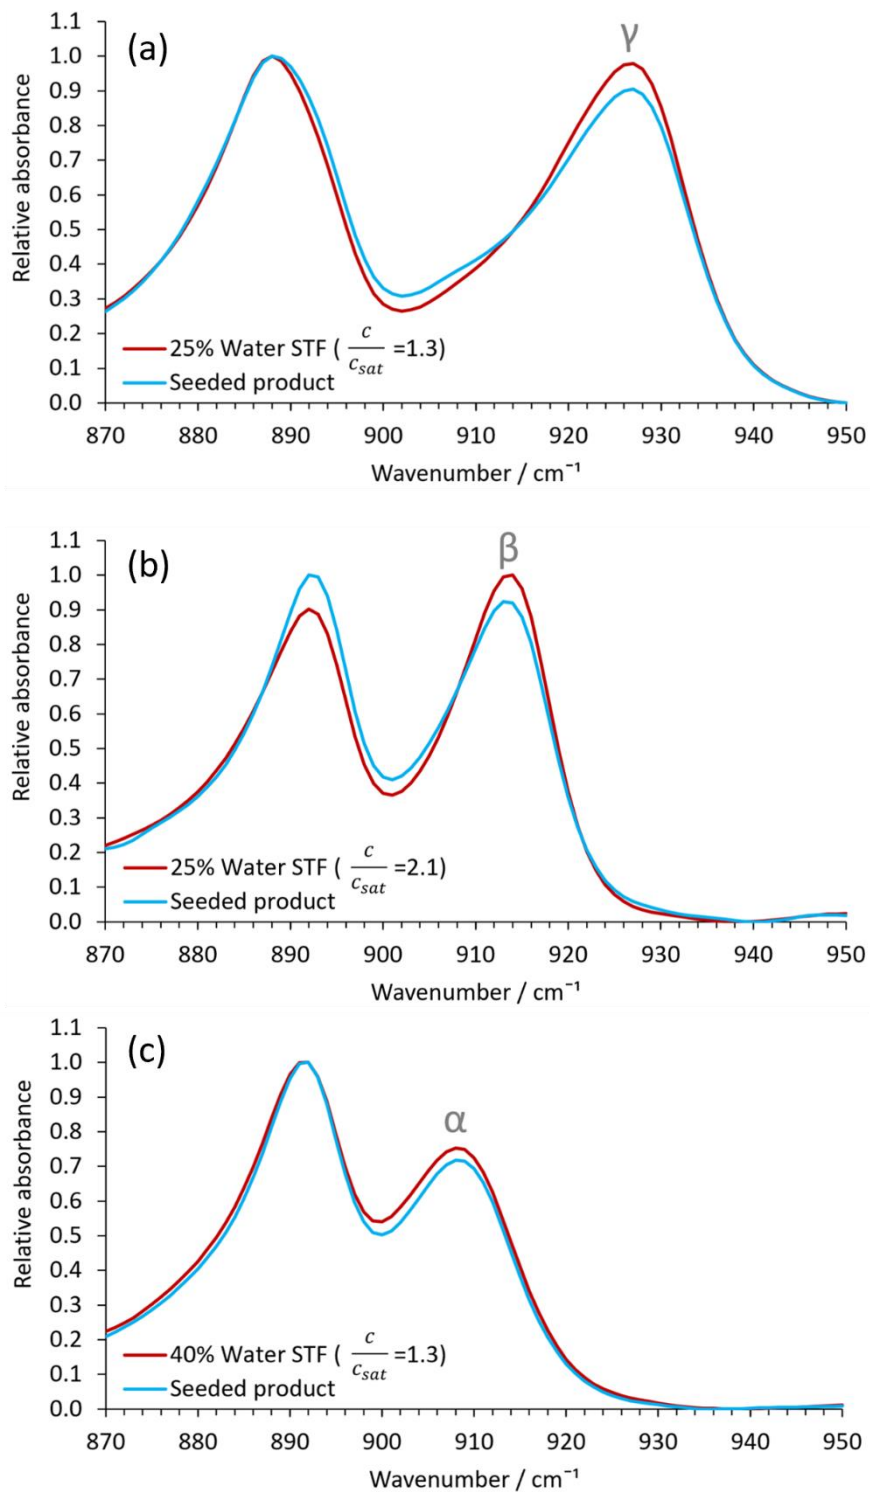 (a)
γ
1.1
1.0
0.9
0.8
0.7
0.6
0.5
0.4
0.3
0.2
0.1
0.0
Relative absorbance
25% Water STF ( c/c_sat =1.3)
Seeded product
870 880 890 900 910 920 930 940 950
Wavenumber / cm⁻¹
(b)
β
1.1
1.0
0.9
0.8
0.7
0.6
0.5
0.4
0.3
0.2
0.1
0.0
Relative absorbance
25% Water STF ( c/c_sat =2.1)
Seeded product
870 880 890 900 910 920 930 940 950
Wavenumber / cm⁻¹
(c)
α
1.1
1.0
0.9
0.8
0.7
0.6
0.5
0.4
0.3
0.2
0.1
0.0
Relative absorbance
40% Water STF ( c/c_sat =1.3)
Seeded product
870 880 890 900 910 920 930 940 950
Wavenumber / cm⁻¹